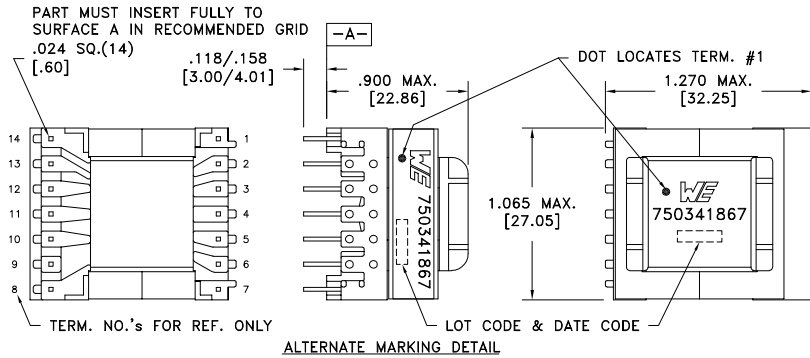 PART MUST INSERT FULLY TO
SURFACE A IN RECOMMENDED GRID
.024 SQ.(14)
[.60]
-A-
.118/.158
[3.00/4.01]
.900 MAX.
[22.86]
DOT LOCATES TERM. #1
1.270 MAX.
[32.25]
14
13
12
11
10
9
8
1
2
3
4
5
6
7
WE 750341867
1.065 MAX.
[27.05]
WE
750341867
TERM. NO.'s FOR REF. ONLY
LOT CODE & DATE CODE
ALTERNATE MARKING DETAIL